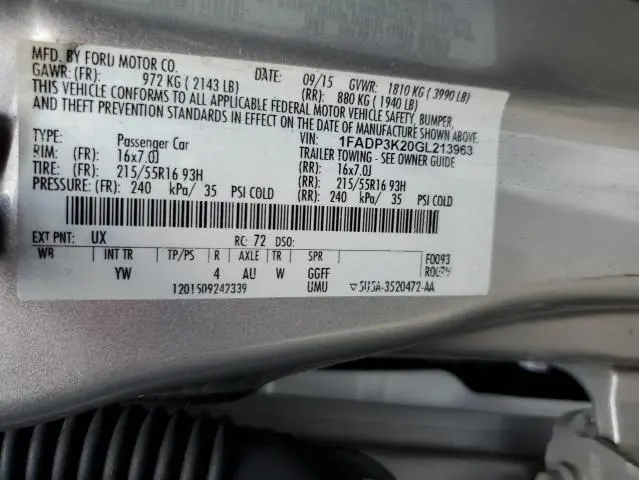 MFD. BY FORD MOTOR CO.
DATE: 09/15 GVWR: 1810 KG ( 3990 LB)
GAWR: (FR): 972 KG ( 2143 LB) (RR): 880 KG ( 1940 LB)
THIS VEHICLE CONFORMS TO ALL APPLICABLE FEDERAL MOTOR VEHICLE SAFETY, BUMPER,
AND THEFT PREVENTION STANDARDS IN EFFECT ON THE DATE OF MANUFACTURE SHOWN ABOVE.
VIN: 1FADP3K20GL213963
TYPE: Passenger Car TRAILER TOWING - SEE OWNER GUIDE
RIM: (FR): 16x7.0J (RR): 16x7.0J
TIRE: (FR): 215/55R16 93H (RR): 215/55R16 93H
PRESSURE: (FR): 240 kPa/ 35 PSI COLD (RR): 240 kPa/ 35 PSI COLD
EXT PNT: UX RC: 72 DSO:
WB INT TR TP/PS R AXLE TR SPR F0093
YW 4 AU W GGFF
1201509242339 UMU ▽5U5A-3520472-AA